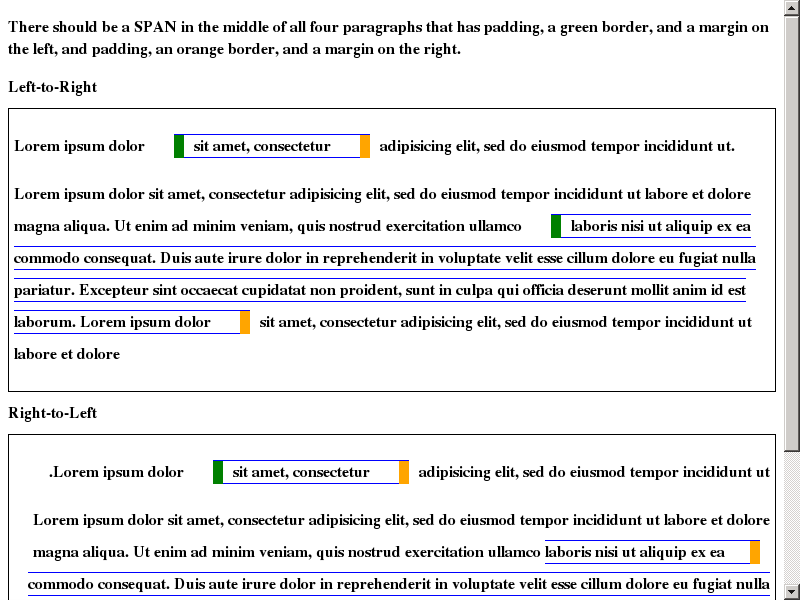 There should be a SPAN in the middle of all four paragraphs that has padding, a green border, and a margin on
the left, and padding, an orange border, and a margin on the right.
Left-to-Right
Lorem ipsum dolor sit amet, consectetur adipisicing elit, sed do eiusmod tempor incididunt ut.
Lorem ipsum dolor sit amet, consectetur adipisicing elit, sed do eiusmod tempor incididunt ut labore et dolore
magna aliqua. Ut enim ad minim veniam, quis nostrud exercitation ullamco laboris nisi ut aliquip ex ea
commodo consequat. Duis aute irure dolor in reprehenderit in voluptate velit esse cillum dolore eu fugiat nulla
pariatur. Excepteur sint occaecat cupidatat non proident, sunt in culpa qui officia deserunt mollit anim id est
laborum. Lorem ipsum dolor sit amet, consectetur adipisicing elit, sed do eiusmod tempor incididunt ut
labore et dolore
Right-to-Left
.Lorem ipsum dolor sit amet, consectetur adipisicing elit, sed do eiusmod tempor incididunt ut
Lorem ipsum dolor sit amet, consectetur adipisicing elit, sed do eiusmod tempor incididunt ut labore et dolore
magna aliqua. Ut enim ad minim veniam, quis nostrud exercitation ullamco laboris nisi ut aliquip ex ea
commodo consequat. Duis aute irure dolor in reprehenderit in voluptate velit esse cillum dolore eu fugiat nulla